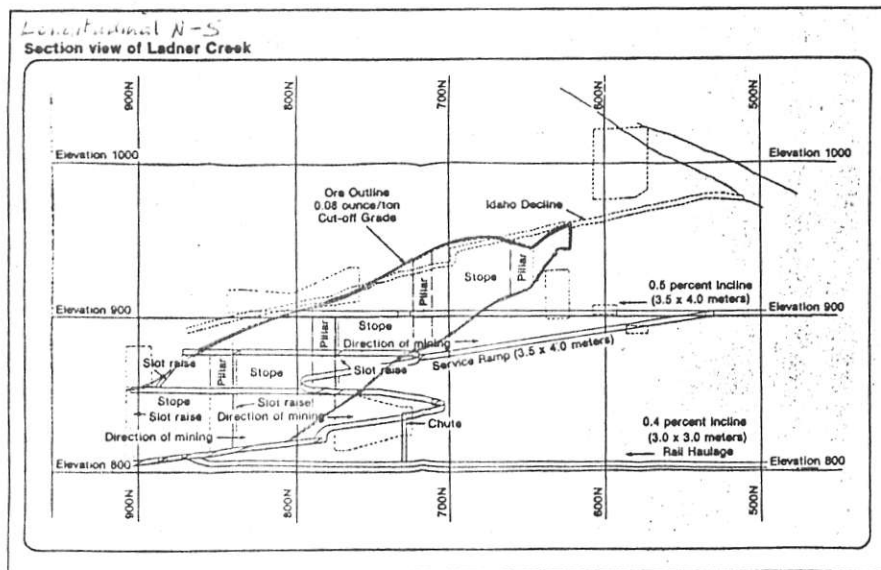 Longitudinal N-S
Section view of Ladner Creek
900N
800N
700N
600N
500N
Elevation 1000
Elevation 1000
Ore Outline
0.08 ounce/ton
Cut-off Grade
Idaho Decline
Pillar
Stope
Pillar
0.5 percent Incline
(3.5 x 4.0 meters)
Elevation 900
Elevation 900
Pillar
Stope
Direction of mining
Slot raise
Pillar
Stope
Slot raise
Service Ramp (3.5 x 4.0 meters)
Stope
Slot raise
Slot raise
Direction of mining
Direction of mining
Chute
0.4 percent Incline
(3.0 x 3.0 meters)
Rail Haulage
Elevation 800
Elevation 800
900N
800N
700N
600N
500N